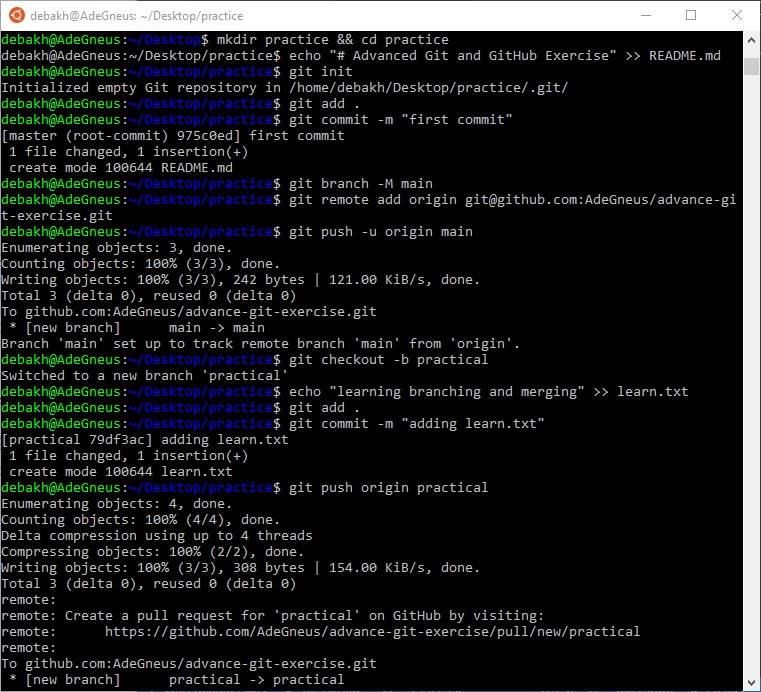 debakh@AdeGneus: ~/Desktop/practice
debakh@AdeGneus:~/Desktop$ mkdir practice && cd practice
debakh@AdeGneus:~/Desktop/practice$ echo "# Advanced Git and GitHub Exercise" >> README.md
debakh@AdeGneus:~/Desktop/practice$ git init
Initialized empty Git repository in /home/debakh/Desktop/practice/.git/
debakh@AdeGneus:~/Desktop/practice$ git add .
debakh@AdeGneus:~/Desktop/practice$ git commit -m "first commit"
[master (root-commit) 975c0ed] first commit
 1 file changed, 1 insertion(+)
 create mode 100644 README.md
debakh@AdeGneus:~/Desktop/practice$ git branch -M main
debakh@AdeGneus:~/Desktop/practice$ git remote add origin git@github.com:AdeGneus/advance-gi
t-exercise.git
debakh@AdeGneus:~/Desktop/practice$ git push -u origin main
Enumerating objects: 3, done.
Counting objects: 100% (3/3), done.
Writing objects: 100% (3/3), 242 bytes | 121.00 KiB/s, done.
Total 3 (delta 0), reused 0 (delta 0)
To github.com:AdeGneus/advance-git-exercise.git
 * [new branch]      main -> main
Branch 'main' set up to track remote branch 'main' from 'origin'.
debakh@AdeGneus:~/Desktop/practice$ git checkout -b practical
Switched to a new branch 'practical'
debakh@AdeGneus:~/Desktop/practice$ echo "learning branching and merging" >> learn.txt
debakh@AdeGneus:~/Desktop/practice$ git add .
debakh@AdeGneus:~/Desktop/practice$ git commit -m "adding learn.txt"
[practical 79df3ac] adding learn.txt
 1 file changed, 1 insertion(+)
 create mode 100644 learn.txt
debakh@AdeGneus:~/Desktop/practice$ git push origin practical
Enumerating objects: 4, done.
Counting objects: 100% (4/4), done.
Delta compression using up to 4 threads
Compressing objects: 100% (2/2), done.
Writing objects: 100% (3/3), 308 bytes | 154.00 KiB/s, done.
Total 3 (delta 0), reused 0 (delta 0)
remote:
remote: Create a pull request for 'practical' on GitHub by visiting:
remote:      https://github.com/AdeGneus/advance-git-exercise/pull/new/practical
remote:
To github.com:AdeGneus/advance-git-exercise.git
 * [new branch]      practical -> practical